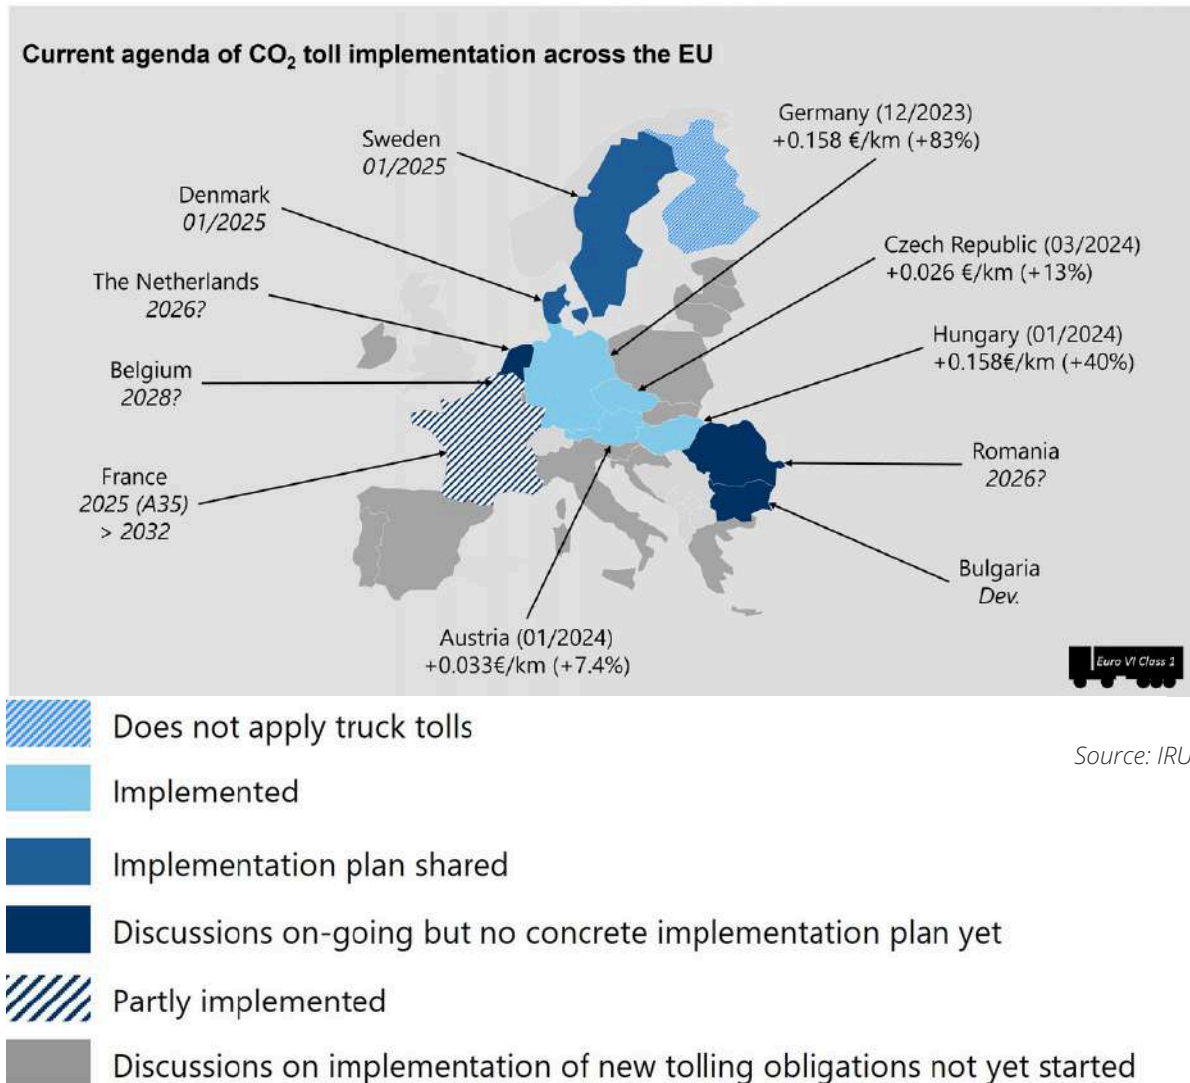 Current agenda of CO₂ toll implementation across the EU
Germany (12/2023)
+0.158 €/km (+83%)
Sweden
01/2025
Denmark
01/2025
Czech Republic (03/2024)
+0.026 €/km (+13%)
The Netherlands
2026?
Hungary (01/2024)
+0.158€/km (+40%)
Belgium
2028?
Romania
2026?
France
2025 (A35)
> 2032
Bulgaria
Dev.
Austria (01/2024)
+0.033€/km (+7.4%)
Euro VI Class 1
Does not apply truck tolls
Source: IRU
Implemented
Implementation plan shared
Discussions on-going but no concrete implementation plan yet
Partly implemented
Discussions on implementation of new tolling obligations not yet started